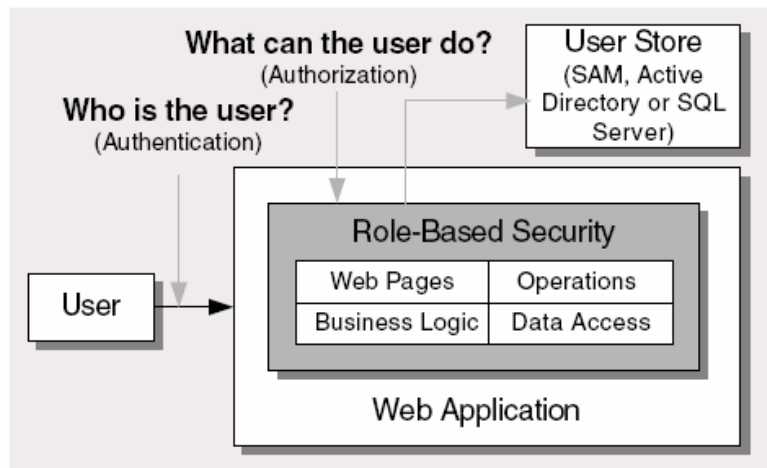 What can the user do?
(Authorization)
Who is the user?
(Authentication)
User Store
(SAM, Active
Directory or SQL
Server)
User
Role-Based Security
Web Pages
Operations
Business Logic
Data Access
Web Application